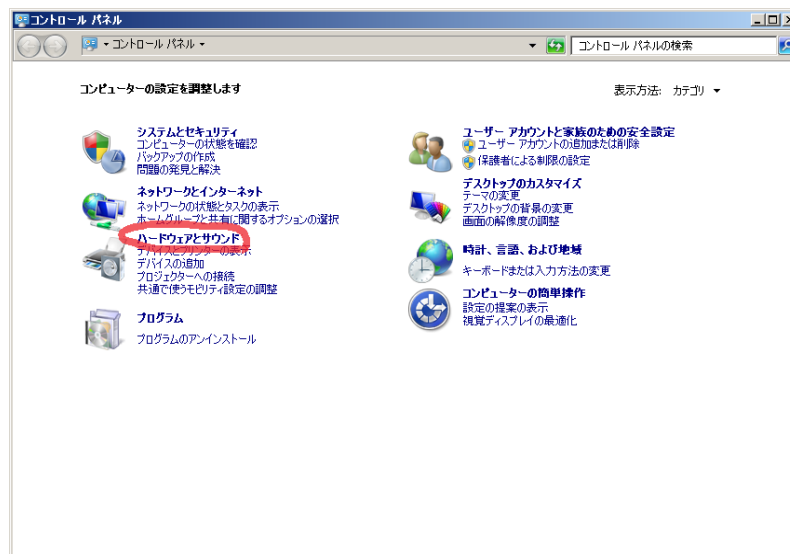 コントロール パネル
コントロール パネル
コントロール パネルの検索
コンピューターの設定を調整します
表示方法: カテゴリ
システムとセキュリティ
コンピューターの状態を確認
バックアップの作成
問題の発見と解決
ネットワークとインターネット
ネットワークの状態とタスクの表示
ホームグループと共有に関するオプションの選択
ハードウェアとサウンド
デバイスとプリンターの表示
デバイスの追加
プロジェクターへの接続
共通で使うモビリティ設定の調整
プログラム
プログラムのアンインストール
ユーザー アカウントと家族のための安全設定
ユーザー アカウントの追加または削除
保護者による制限の設定
デスクトップのカスタマイズ
テーマの変更
デスクトップの背景の変更
画面の解像度の調整
時計、言語、および地域
キーボードまたは入力方法の変更
コンピューターの簡単操作
設定の提案の表示
視覚ディスプレイの最適化